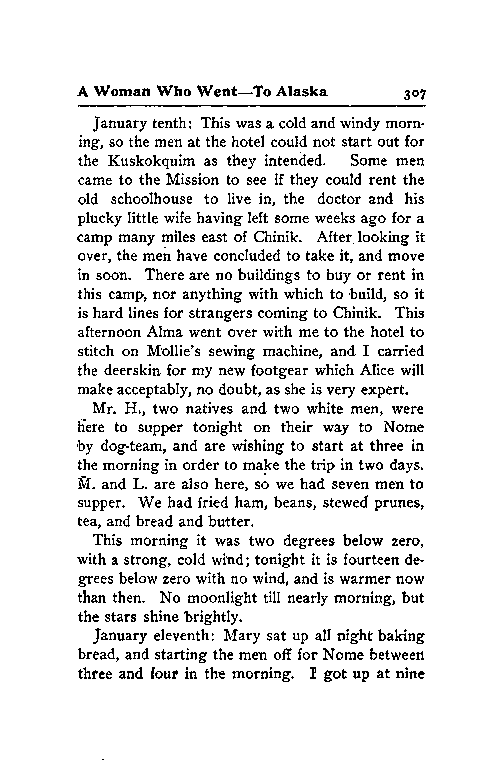 A Woman Who Went—To Alaska 307
January tenth: This was a cold and windy morn-
ing, so the men at the hotel could not start out for
the Kuskokquim as they intended. Some men
came to the Mission to see if they could rent the
old schoolhouse to live in, the doctor and his
plucky little wife having left some weeks ago for a
camp many miles east of Chinik. After looking it
over, the men have concluded to take it, and move
in soon. There are no buildings to buy or rent in
this camp, nor anything with which to build, so it
is hard lines for strangers coming to Chinik. This
afternoon Alma went over with me to the hotel to
stitch on Mollie's sewing machine, and I carried
the deerskin for my new footgear which Alice will
make acceptably, no doubt, as she is very expert.
Mr. H., two natives and two white men, were
here to supper tonight on their way to Nome
by dog-team, and are wishing to start at three in
the morning in order to make the trip in two days.
M. and L. are also here, so we had seven men to
supper. We had fried ham, beans, stewed prunes,
tea, and bread and butter.
This morning it was two degrees below zero,
with a strong, cold wind; tonight it is fourteen de-
grees below zero with no wind, and is warmer now
than then. No moonlight till nearly morning, but
the stars shine brightly.
January eleventh: Mary sat up all night baking
bread, and starting the men off for Nome between
three and four in the morning. I got up at nine